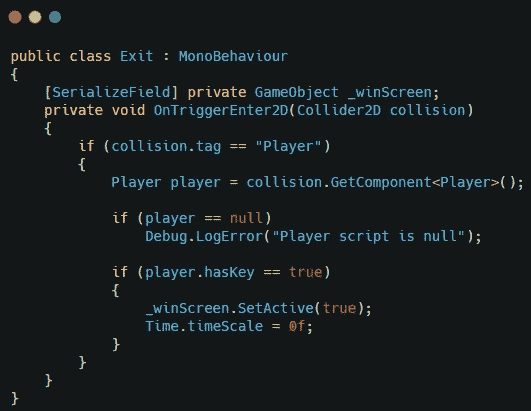 public class Exit : MonoBehaviour
{
    [SerializeField] private GameObject _winScreen;
    private void OnTriggerEnter2D(Collider2D collision)
    {
        if (collision.tag == "Player")
        {
            Player player = collision.GetComponent<Player>();

            if (player == null)
                Debug.LogError("Player script is null");

            if (player.hasKey == true)
            {
                _winScreen.SetActive(true);
                Time.timeScale = 0f;
            }
        }
    }
}